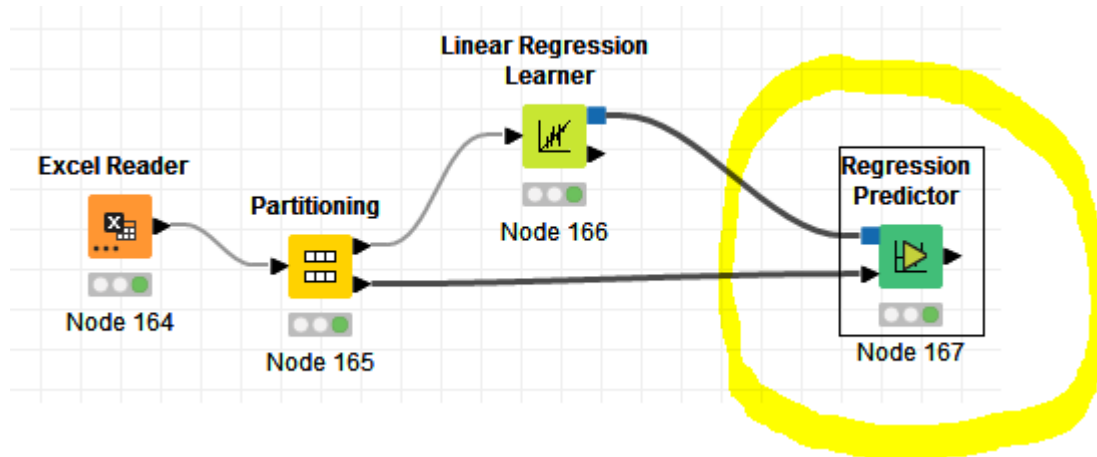 Linear Regression
Learner
Excel Reader
Regression
Predictor
Partitioning
Node 166
Node 164
Node 167
Node 165